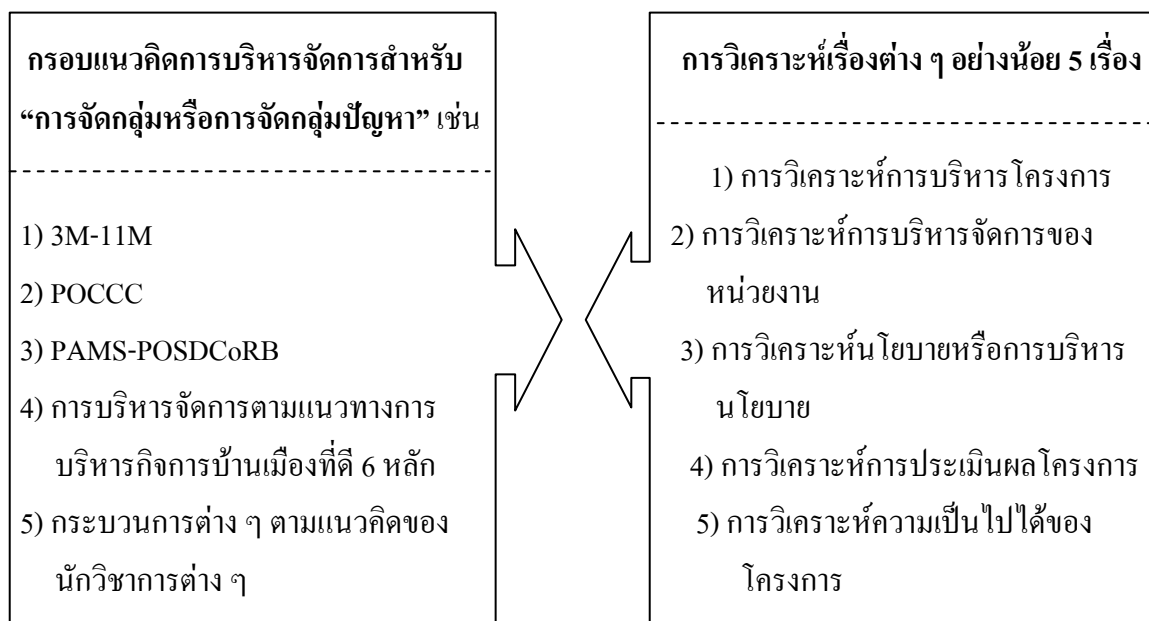 กรอบแนวคิดการบริหารจัดการสำหรับ
“การจัดกลุ่มหรือการจัดกลุ่มปัญหา” เช่น
1) 3M-11M
2) POCCC
3) PAMS-POSDCoRB
4) การบริหารจัดการตามแนวทางการ
บริหารกิจการบ้านเมืองที่ดี 6 หลัก
5) กระบวนการต่าง ๆ ตามแนวคิดของ
นักวิชาการต่าง ๆ
การวิเคราะห์เรื่องต่าง ๆ อย่างน้อย 5 เรื่อง
1) การวิเคราะห์การบริหารโครงการ
2) การวิเคราะห์การบริหารจัดการของ
หน่วยงาน
3) การวิเคราะห์นโยบายหรือการบริหาร
นโยบาย
4) การวิเคราะห์การประเมินผลโครงการ
5) การวิเคราะห์ความเป็นไปได้ของ
โครงการ